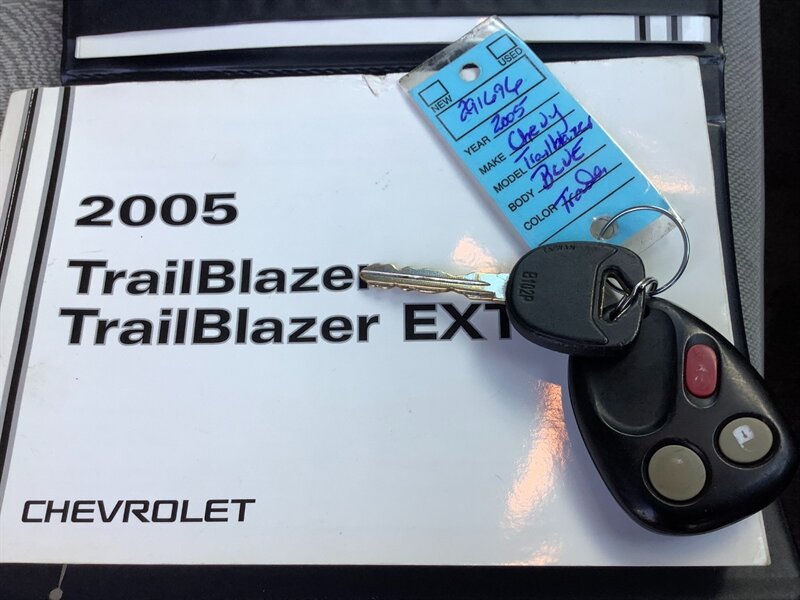 2005
TrailBlazer
TrailBlazer EXT
CHEVROLET
NEW USED
291696
YEAR 2005
MAKE Chevy
MODEL Trailblazer
BODY BLUE
COLOR Trade
B102P